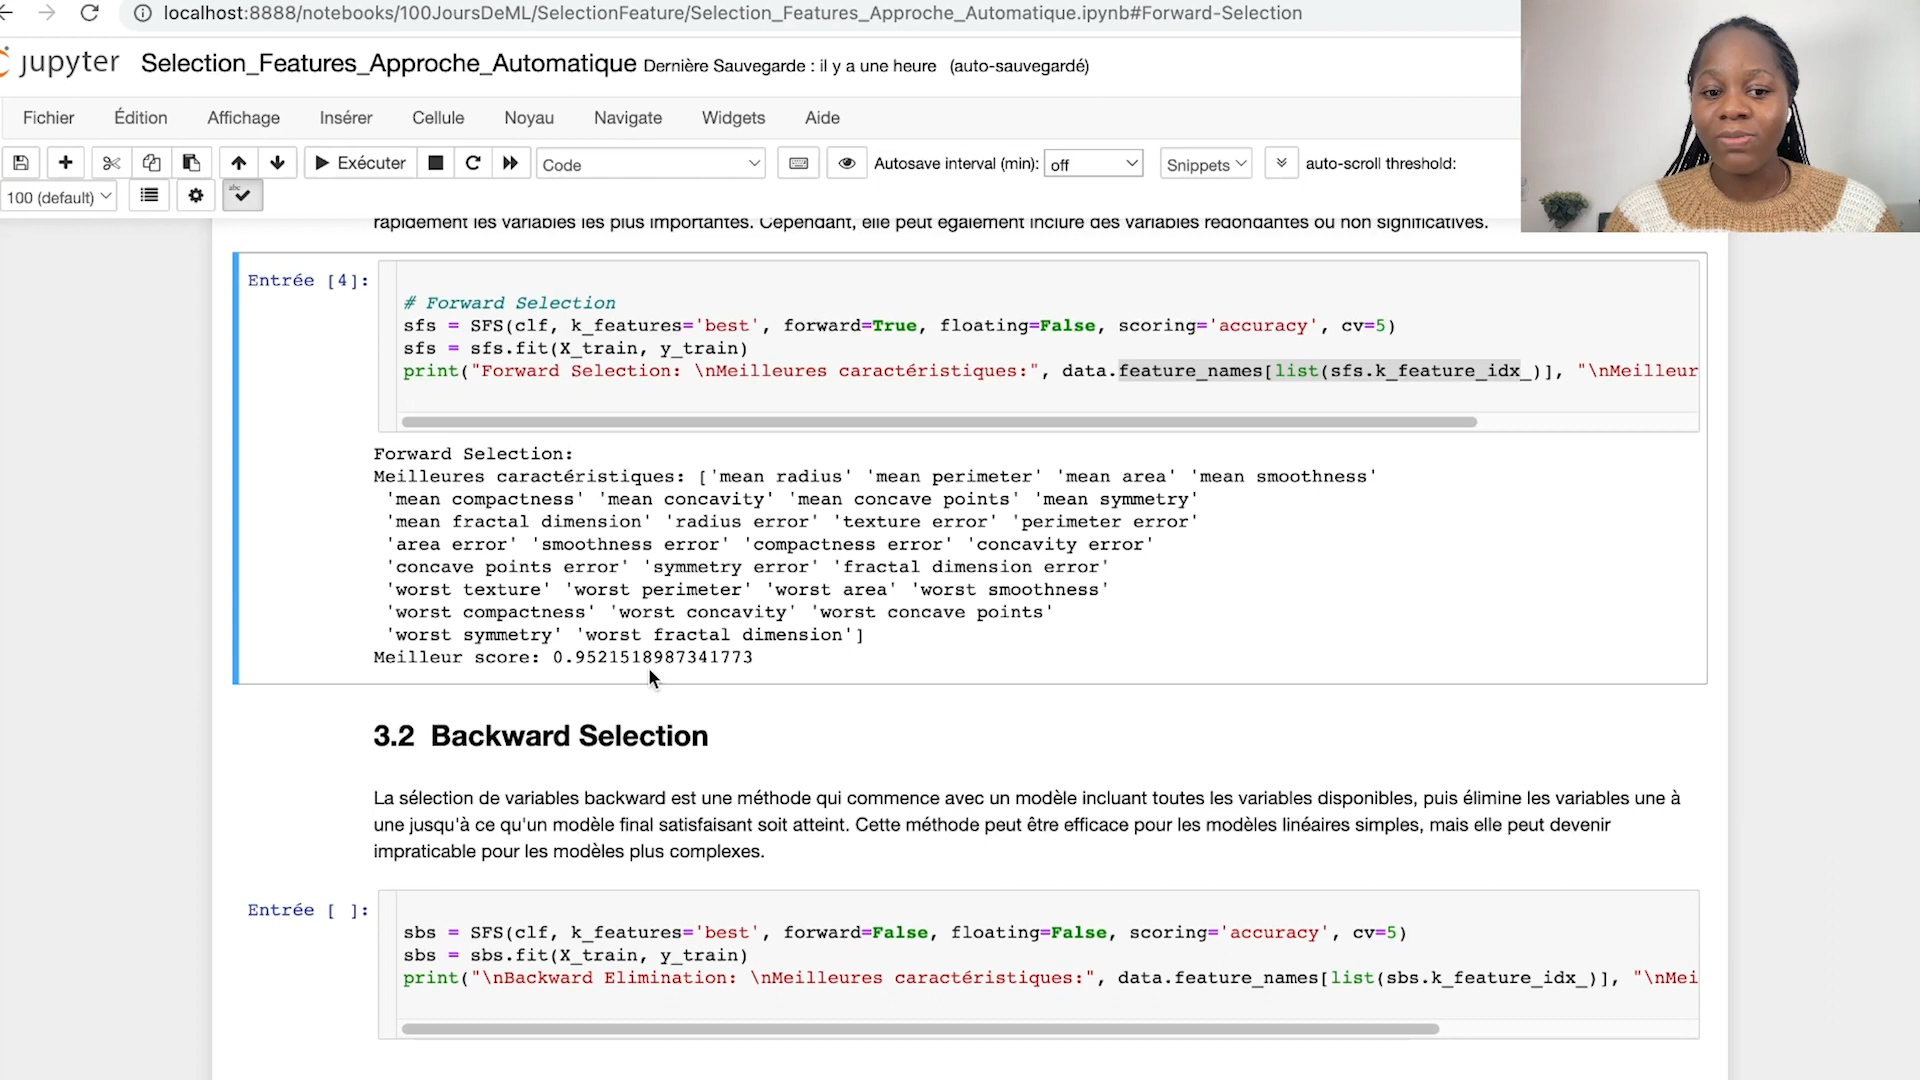 localhost:8888/notebooks/100JoursDeML/SelectionFeature/Selection_Features_Approche_Automatique.ipynb#Forward-Selection
jupyter Selection_Features_Approche_Automatique Dernière Sauvegarde : il y a une heure (auto-sauvegardé)
Fichier Édition Affichage Insérer Cellule Noyau Navigate Widgets Aide
Exécuter Code Autosave interval (min): off Snippets auto-scroll threshold:
100 (default) abc
rapidement les variables les plus importantes. Cependant, elle peut également inclure des variables redondantes ou non significatives.
Entrée [4]:
# Forward Selection
sfs = SFS(clf, k_features='best', forward=True, floating=False, scoring='accuracy', cv=5)
sfs = sfs.fit(X_train, y_train)
print("Forward Selection: \nMeilleures caractéristiques:", data.feature_names[list(sfs.k_feature_idx_)], "\nMeilleur
Forward Selection:
Meilleures caractéristiques: ['mean radius' 'mean perimeter' 'mean area' 'mean smoothness'
'mean compactness' 'mean concavity' 'mean concave points' 'mean symmetry'
'mean fractal dimension' 'radius error' 'texture error' 'perimeter error'
'area error' 'smoothness error' 'compactness error' 'concavity error'
'concave points error' 'symmetry error' 'fractal dimension error'
'worst texture' 'worst perimeter' 'worst area' 'worst smoothness'
'worst compactness' 'worst concavity' 'worst concave points'
'worst symmetry' 'worst fractal dimension']
Meilleur score: 0.9521518987341773
3.2 Backward Selection
La sélection de variables backward est une méthode qui commence avec un modèle incluant toutes les variables disponibles, puis élimine les variables une à
une jusqu'à ce qu'un modèle final satisfaisant soit atteint. Cette méthode peut être efficace pour les modèles linéaires simples, mais elle peut devenir
impraticable pour les modèles plus complexes.
Entrée [ ]:
sbs = SFS(clf, k_features='best', forward=False, floating=False, scoring='accuracy', cv=5)
sbs = sbs.fit(X_train, y_train)
print("\nBackward Elimination: \nMeilleures caractéristiques:", data.feature_names[list(sbs.k_feature_idx_)], "\nMei